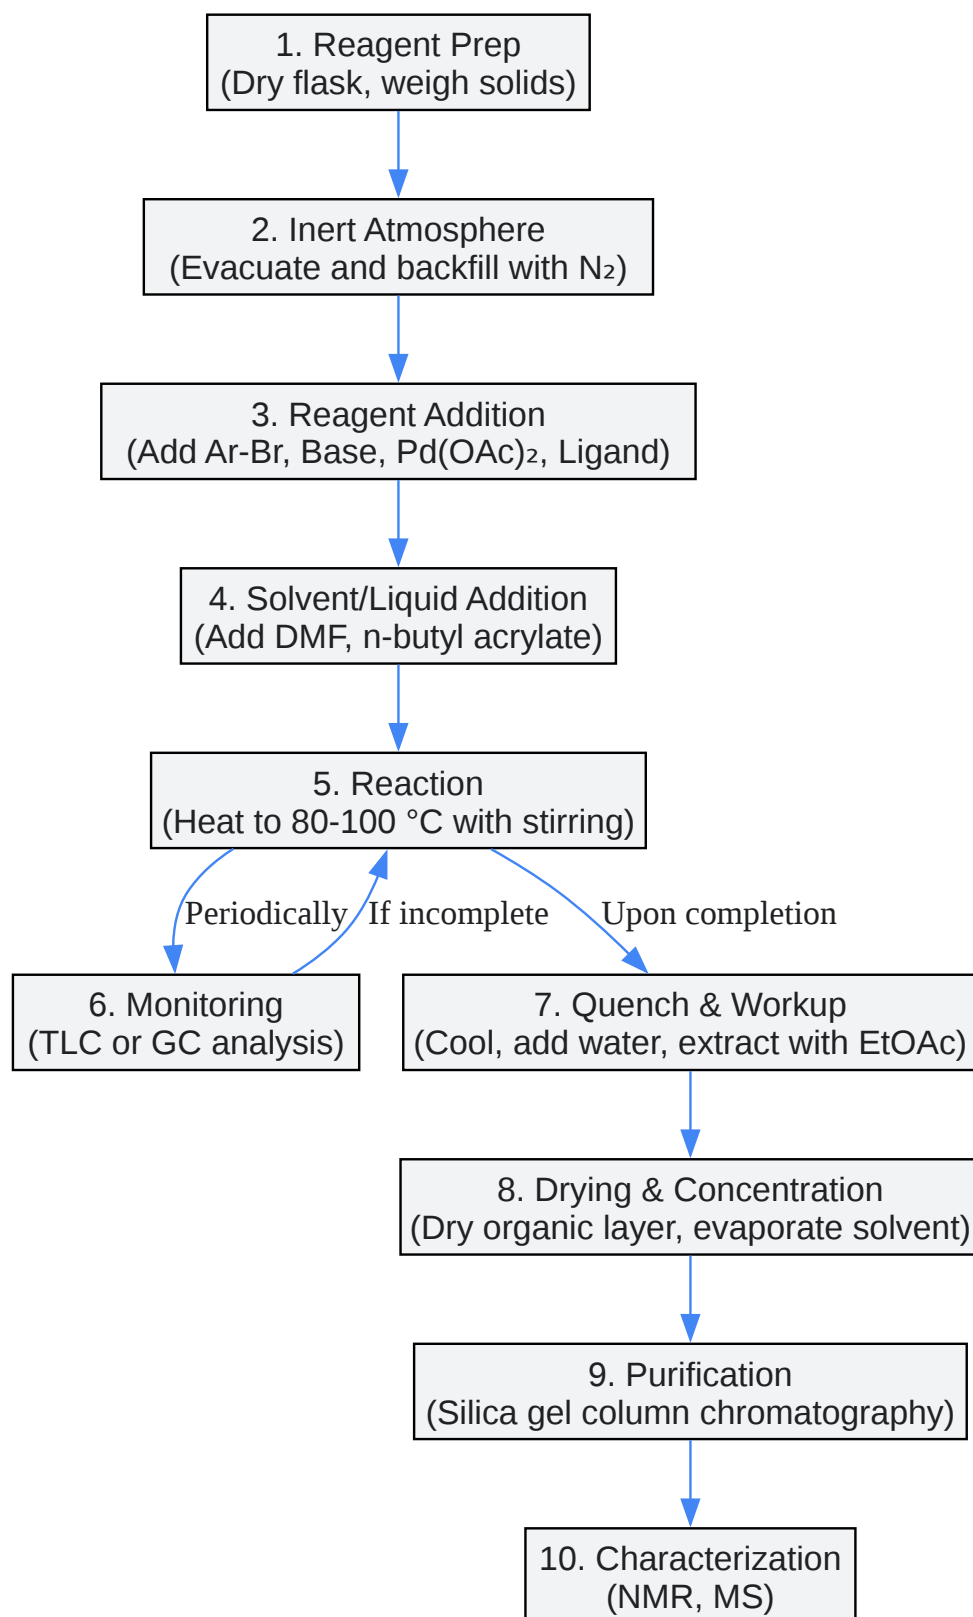 1. Reagent Prep
(Dry flask, weigh solids)
2. Inert Atmosphere
(Evacuate and backfill with N₂)
3. Reagent Addition
(Add Ar-Br, Base, Pd(OAc)₂, Ligand)
4. Solvent/Liquid Addition
(Add DMF, n-butyl acrylate)
5. Reaction
(Heat to 80-100 °C with stirring)
Periodically
If incomplete
Upon completion
6. Monitoring
(TLC or GC analysis)
7. Quench & Workup
(Cool, add water, extract with EtOAc)
8. Drying & Concentration
(Dry organic layer, evaporate solvent)
9. Purification
(Silica gel column chromatography)
10. Characterization
(NMR, MS)